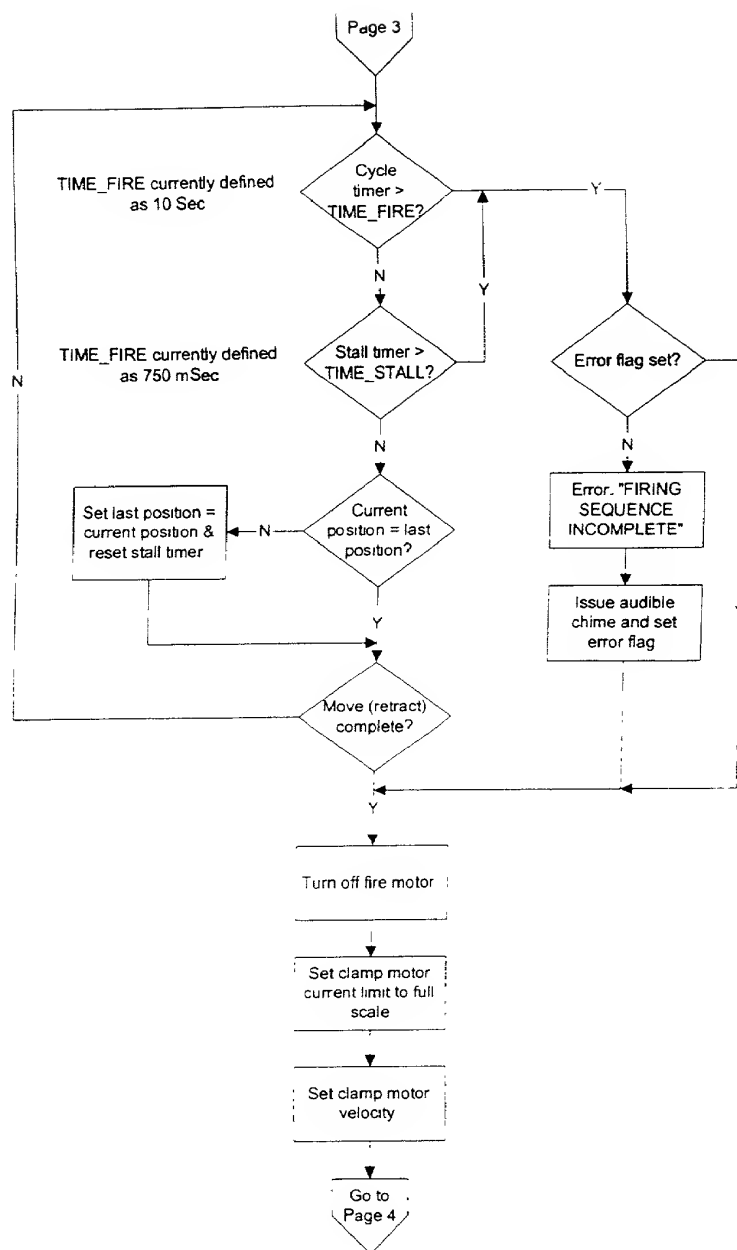 Page 3
Cycle
timer >
TIME_FIRE?
TIME_FIRE currently defined
as 10 Sec
Y
N
Y
Stall timer >
TIME_STALL?
TIME_FIRE currently defined
as 750 mSec
Error flag set?
N
N
N
Set last position =
current position &
reset stall timer
N
Current
position = last
position?
Error. "FIRING
SEQUENCE
INCOMPLETE"
Y
Issue audible
chime and set
error flag
Y
Move (retract)
complete?
Y
Turn off fire motor
Set clamp motor
current limit to full
scale
Set clamp motor
velocity
Go to
Page 4